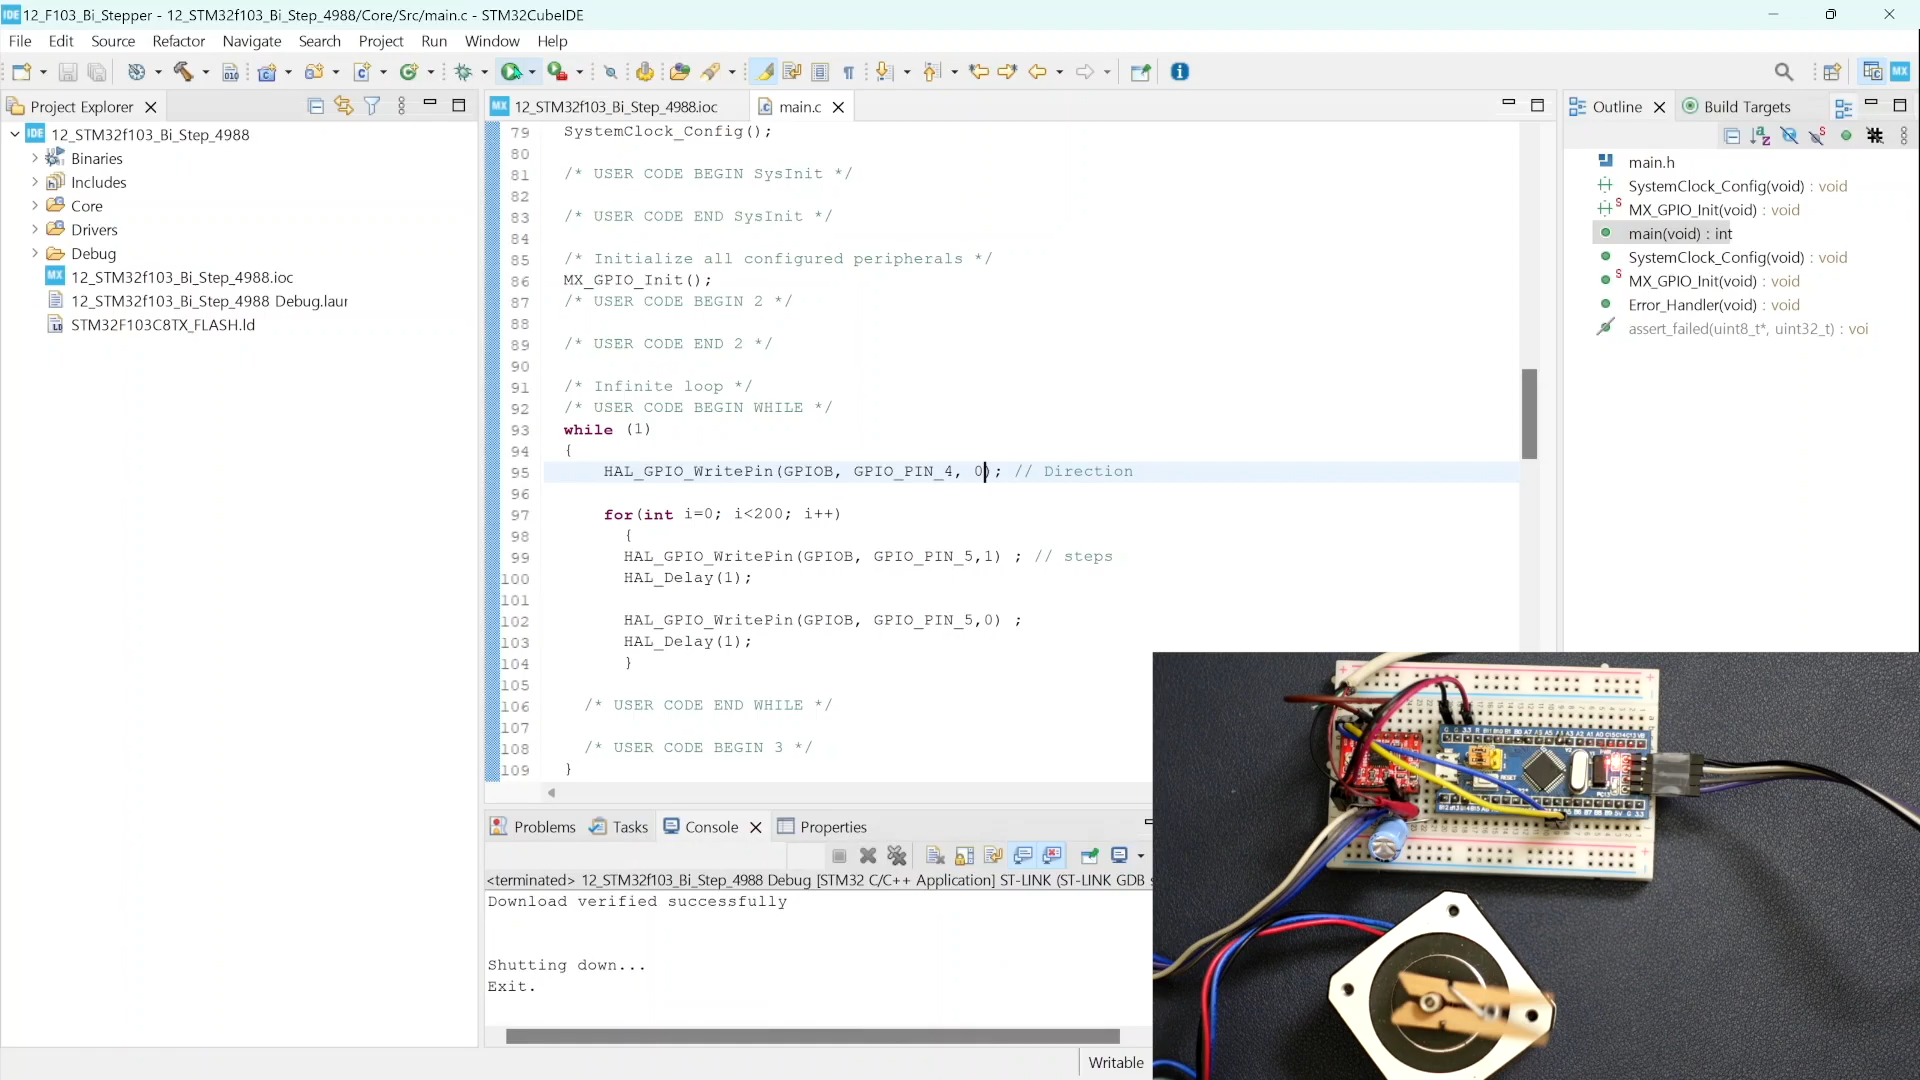 IDE 12_F103_Bi_Stepper - 12_STM32f103_Bi_Step_4988/Core/Src/main.c - STM32CubeIDE
File Edit Source Refactor Navigate Search Project Run Window Help
Project Explorer
12_STM32f103_Bi_Step_4988.ioc
main.c
Outline
Build Targets
IDE 12_STM32f103_Bi_Step_4988
Binaries
Includes
Core
Drivers
Debug
MX 12_STM32f103_Bi_Step_4988.ioc
12_STM32f103_Bi_Step_4988 Debug.laur
STM32F103C8TX_FLASH.ld
79 SystemClock_Config();
80
81 /* USER CODE BEGIN SysInit */
82
83 /* USER CODE END SysInit */
84
85 /* Initialize all configured peripherals */
86 MX_GPIO_Init();
87 /* USER CODE BEGIN 2 */
88
89 /* USER CODE END 2 */
90
91 /* Infinite loop */
92 /* USER CODE BEGIN WHILE */
93 while (1)
94 {
95 HAL_GPIO_WritePin(GPIOB, GPIO_PIN_4, 0); // Direction
96
97 for(int i=0; i<200; i++)
98 {
99 HAL_GPIO_WritePin(GPIOB, GPIO_PIN_5,1) ; // steps
100 HAL_Delay(1);
101
102 HAL_GPIO_WritePin(GPIOB, GPIO_PIN_5,0) ;
103 HAL_Delay(1);
104 }
105
106 /* USER CODE END WHILE */
107
108 /* USER CODE BEGIN 3 */
109 }
main.h
SystemClock_Config(void) : void
MX_GPIO_Init(void) : void
main(void) : int
SystemClock_Config(void) : void
MX_GPIO_Init(void) : void
Error_Handler(void) : void
assert_failed(uint8_t*, uint32_t) : voi
Problems Tasks Console Properties
<terminated> 12_STM32f103_Bi_Step_4988 Debug [STM32 C/C++ Application] ST-LINK (ST-LINK GDB s
Download verified successfully
Shutting down...
Exit.
Writable